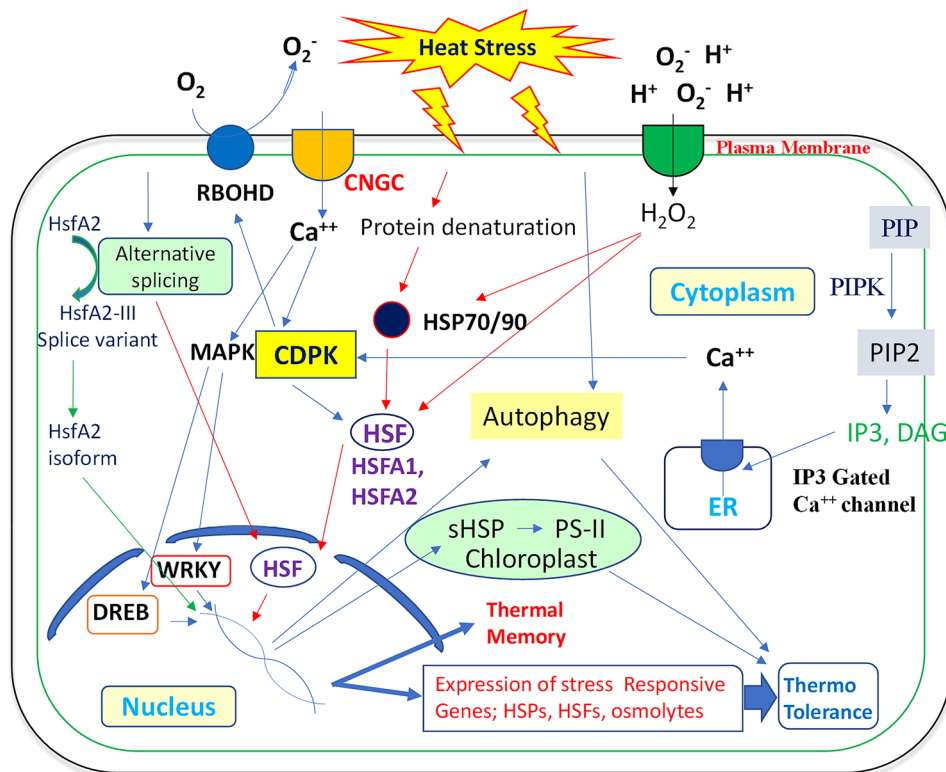 Heat Stress
O₂⁻
O₂
O₂⁻ H⁺
H⁺ O₂⁻ H⁺
Plasma Membrane
RBOHD
CNGC
Ca⁺⁺
Protein denaturation
H₂O₂
HsfA2
Alternative
splicing
HsfA2-III
Splice variant
HsfA2
isoform
MAPK
CDPK
HSP70/90
HSF
HSFA1,
HSFA2
Cytoplasm
PIP
PIPK
PIP2
IP3, DAG
Ca⁺⁺
ER
IP3 Gated
Ca⁺⁺ channel
Autophagy
sHSP
PS-II
Chloroplast
WRKY
HSF
DREB
Thermal
Memory
Nucleus
Expression of stress Responsive
Genes; HSPs, HSFs, osmolytes
Thermo
Tolerance